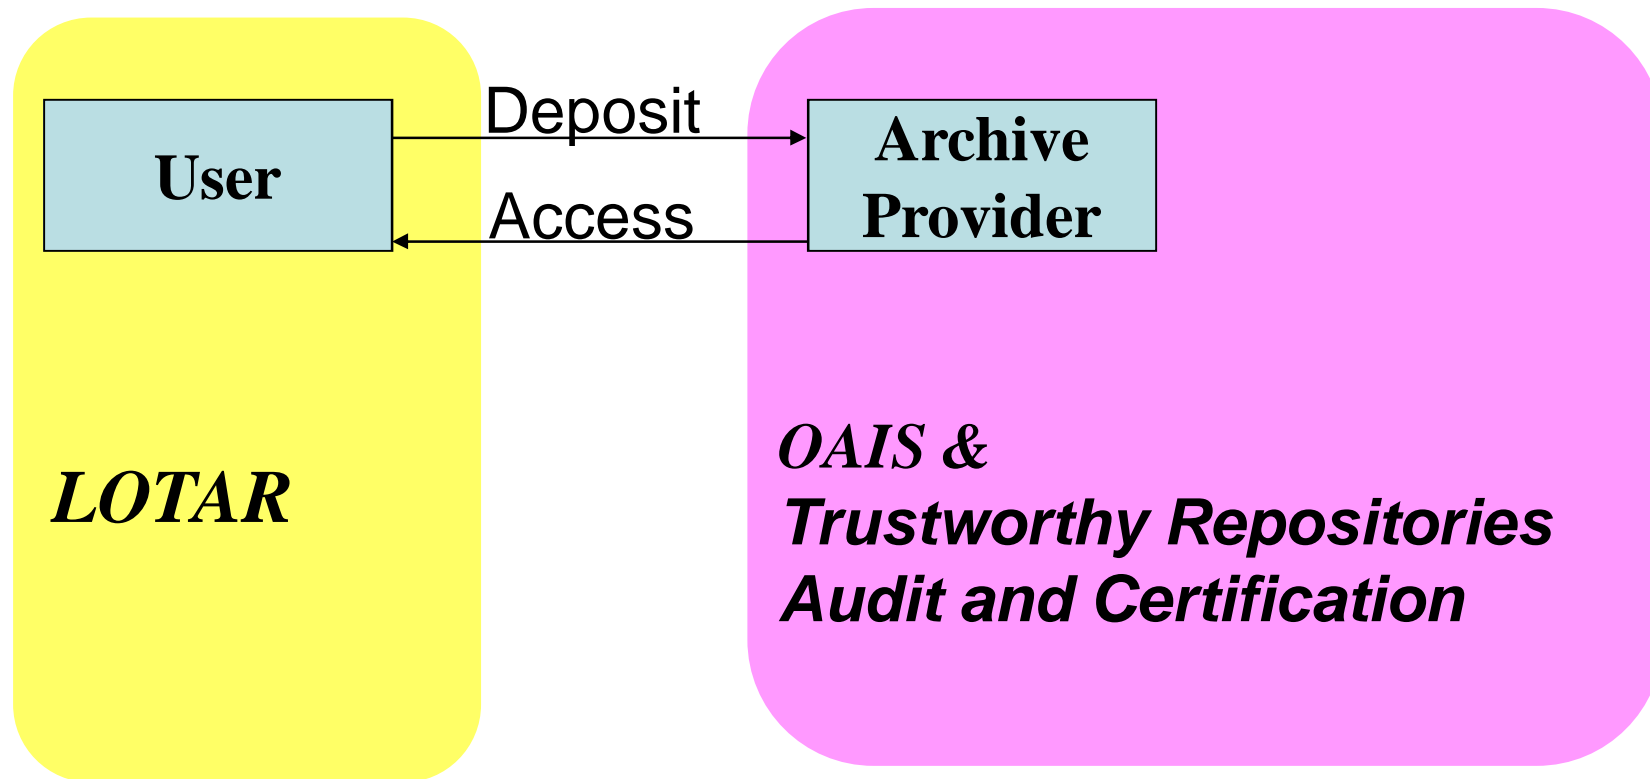 User
Deposit
Access
Archive
Provider
LOTAR
OAIS &
Trustworthy Repositories
Audit and Certification